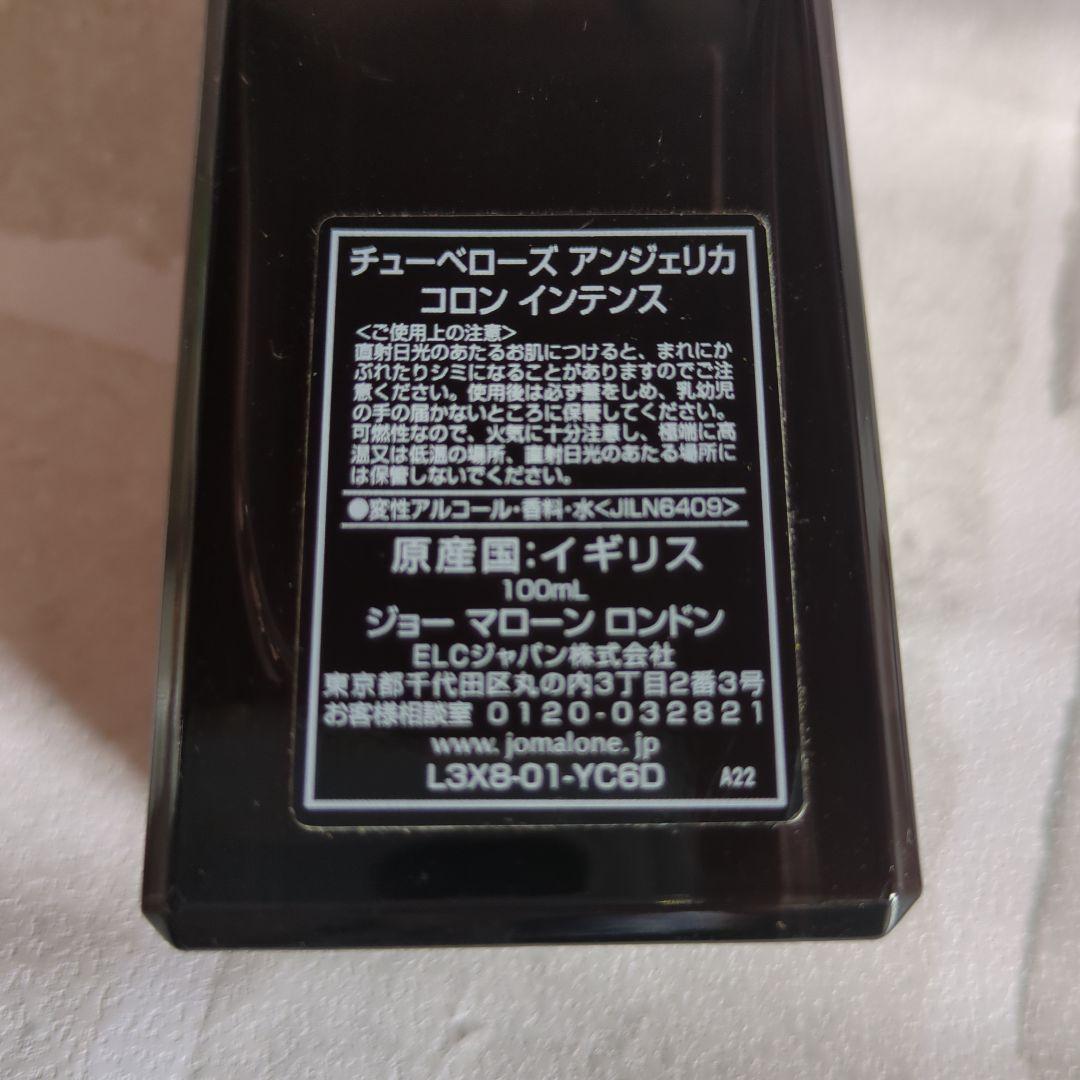 チューベローズ アンジェリカ
コロン インテンス
<ご使用上の注意>
直射日光のあたるお肌につけると、まれにか
ぶれたりシミになることがありますのでご注
意ください。使用後は必ず蓋をしめ、乳幼児
の手の届かないところに保管してください。
可燃性なので、火気に十分注意し、極端に高
温又は低温の場所、直射日光のあたる場所に
は保管しないでください。
●変性アルコール・香料・水<JILN6409>
原産国:イギリス
100mL
ジョー マローン ロンドン
ELCジャパン株式会社
東京都千代田区丸の内3丁目2番3号
お客様相談室 0120-032821
www.jomalone.jp
L3X8-01-YC6D A22